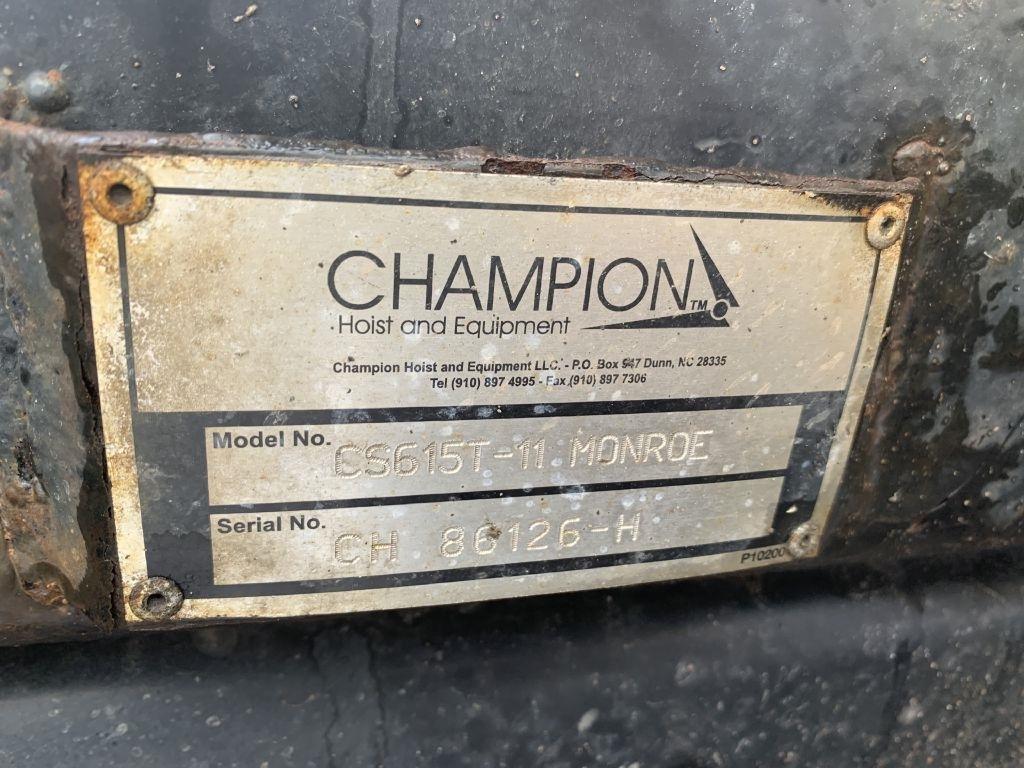 CHAMPION TM
Hoist and Equipment
Champion Hoist and Equipment LLC. - P.O. Box 547 Dunn, NC 28335
Tel (910) 897 4995 - Fax (910) 897 7306
Model No. CS615T-11 MONROE
Serial No. CH 86126-H